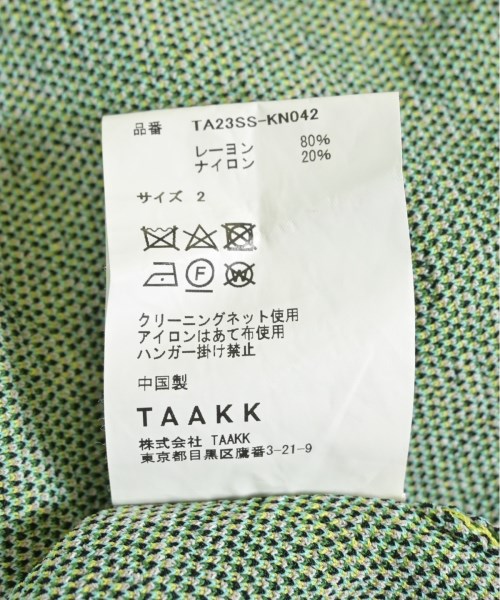 品番 TA23SS-KN042
レーヨン 80%
ナイロン 20%
サイズ 2
F W
クリーニングネット使用
アイロンはあて布使用
ハンガー掛け禁止
中国製
TAAKK
株式会社 TAAKK
東京都目黒区鷹番3-21-9